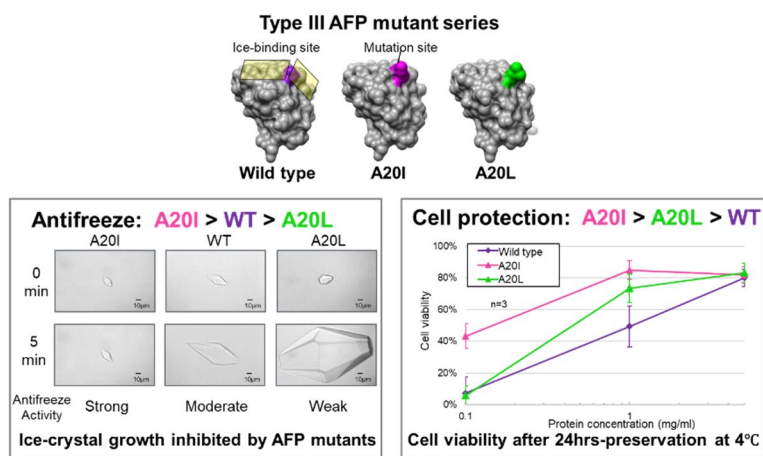 Type III AFP mutant series
Ice-binding site
Mutation site
Wild type
A20I
A20L
Antifreeze: A20I > WT > A20L
A20I
WT
A20L
0 min
10μm
10μm
10μm
5 min
10μm
10μm
10μm
Antifreeze Activity
Strong
Moderate
Weak
Ice-crystal growth inhibited by AFP mutants
Cell protection: A20I > A20L > WT
100%
80%
60%
40%
20%
0%
Cell viability
Wild type
A20I
A20L
n=3
0.1
1
Protein concentration (mg/ml)
Cell viability after 24hrs-preservation at 4℃